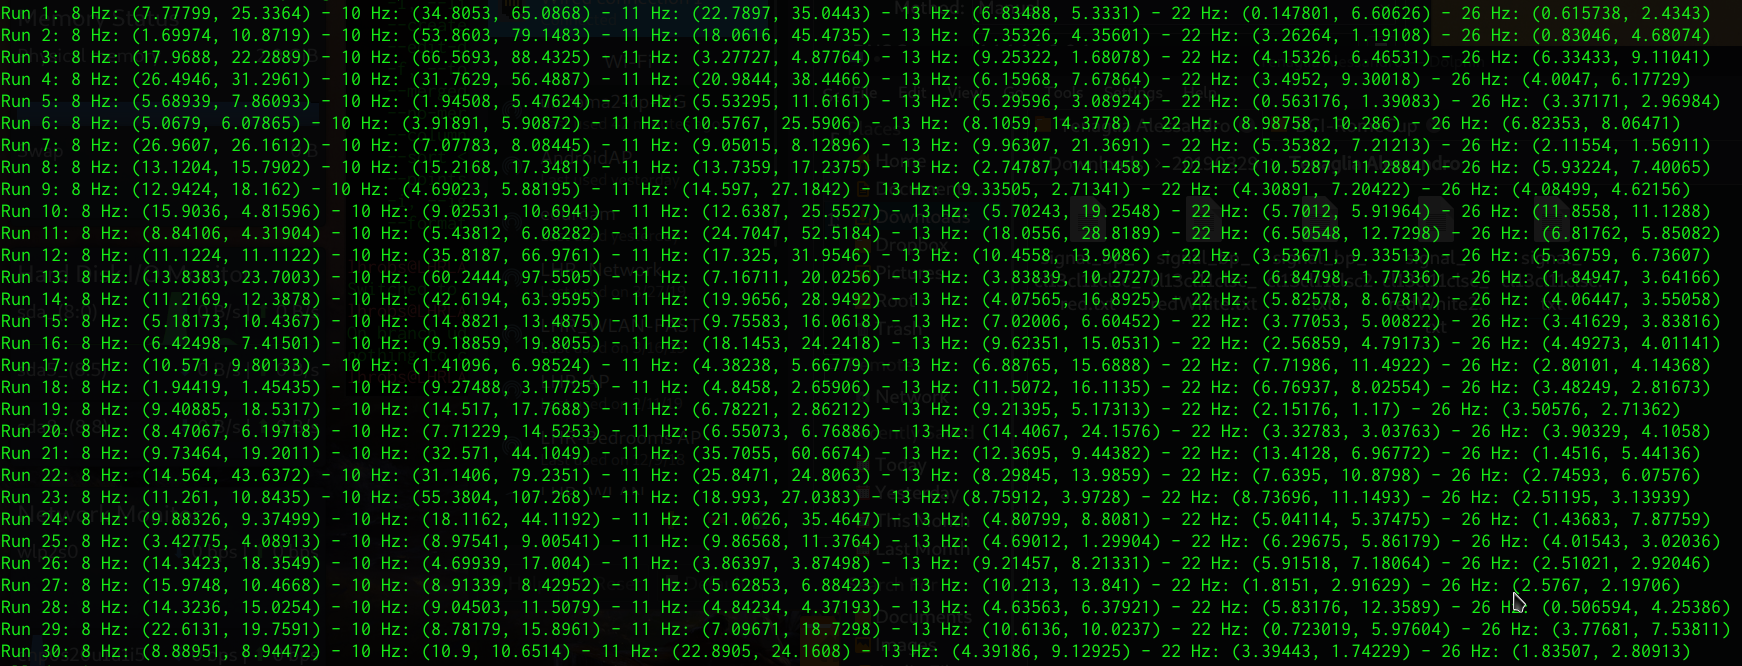 Run 1: 8 Hz: (7.77799, 25.3364) - 10 Hz: (34.8053, 65.0868) - 11 Hz: (22.7897, 35.0443) - 13 Hz: (6.83488, 5.3331) - 22 Hz: (0.147801, 6.60626) - 26 Hz: (0.615738, 2.4343)
Run 2: 8 Hz: (1.69974, 10.8719) - 10 Hz: (53.8603, 79.1483) - 11 Hz: (18.0616, 45.4735) - 13 Hz: (7.35326, 4.35601) - 22 Hz: (3.26264, 1.19108) - 26 Hz: (0.83046, 4.68074)
Run 3: 8 Hz: (17.9688, 22.2889) - 10 Hz: (66.5693, 88.4325) - 11 Hz: (3.27727, 4.87764) - 13 Hz: (9.25322, 1.68078) - 22 Hz: (4.15326, 6.46531) - 26 Hz: (6.33433, 9.11041)
Run 4: 8 Hz: (26.4946, 31.2961) - 10 Hz: (31.7629, 56.4887) - 11 Hz: (20.9844, 38.4466) - 13 Hz: (6.15968, 7.67864) - 22 Hz: (3.4952, 9.30018) - 26 Hz: (4.0047, 6.17729)
Run 5: 8 Hz: (5.68939, 7.86093) - 10 Hz: (1.94508, 5.47624) - 11 Hz: (5.53295, 11.6161) - 13 Hz: (5.29596, 3.08924) - 22 Hz: (0.563176, 1.39083) - 26 Hz: (3.37171, 2.96984)
Run 6: 8 Hz: (5.0679, 6.07865) - 10 Hz: (3.91891, 5.90872) - 11 Hz: (10.5767, 25.5906) - 13 Hz: (8.1059, 14.3778) - 22 Hz: (8.98758, 10.286) - 26 Hz: (6.82353, 8.06471)
Run 7: 8 Hz: (26.9607, 26.1612) - 10 Hz: (7.07783, 8.08445) - 11 Hz: (9.05015, 8.12896) - 13 Hz: (9.96307, 21.3691) - 22 Hz: (5.35382, 7.21213) - 26 Hz: (2.11554, 1.56911)
Run 8: 8 Hz: (13.1204, 15.7902) - 10 Hz: (15.2168, 17.3481) - 11 Hz: (13.7359, 17.2375) - 13 Hz: (2.74787, 14.1458) - 22 Hz: (10.5287, 11.2884) - 26 Hz: (5.93224, 7.40065)
Run 9: 8 Hz: (12.9424, 18.162) - 10 Hz: (4.69023, 5.88195) - 11 Hz: (14.597, 27.1842) - 13 Hz: (9.33505, 2.71341) - 22 Hz: (4.30891, 7.20422) - 26 Hz: (4.08499, 4.62156)
Run 10: 8 Hz: (15.9036, 4.81596) - 10 Hz: (9.02531, 10.6941) - 11 Hz: (12.6387, 25.5527) - 13 Hz: (5.70243, 19.2548) - 22 Hz: (5.7012, 5.91964) - 26 Hz: (11.8558, 11.1288)
Run 11: 8 Hz: (8.84106, 4.31904) - 10 Hz: (5.43812, 6.08282) - 11 Hz: (24.7047, 52.5184) - 13 Hz: (18.0556, 28.8189) - 22 Hz: (6.50548, 12.7298) - 26 Hz: (6.81762, 5.85082)
Run 12: 8 Hz: (11.1224, 11.1122) - 10 Hz: (35.8187, 66.9761) - 11 Hz: (17.325, 31.9546) - 13 Hz: (10.4558, 13.9086) - 22 Hz: (3.53671, 9.33513) - 26 Hz: (5.36759, 6.73607)
Run 13: 8 Hz: (13.8383, 23.7003) - 10 Hz: (60.2444, 97.5505) - 11 Hz: (7.16711, 20.0256) - 13 Hz: (3.83839, 10.2727) - 22 Hz: (6.84798, 1.77336) - 26 Hz: (1.84947, 3.64166)
Run 14: 8 Hz: (11.2169, 12.3878) - 10 Hz: (42.6194, 63.9595) - 11 Hz: (19.9656, 28.9492) - 13 Hz: (4.07565, 16.8925) - 22 Hz: (5.82578, 8.67812) - 26 Hz: (4.06447, 3.55058)
Run 15: 8 Hz: (5.18173, 10.4367) - 10 Hz: (14.8821, 13.4875) - 11 Hz: (9.75583, 16.0618) - 13 Hz: (7.02006, 6.60452) - 22 Hz: (3.77053, 5.00822) - 26 Hz: (3.41629, 3.83816)
Run 16: 8 Hz: (6.42498, 7.41501) - 10 Hz: (9.18859, 19.8055) - 11 Hz: (18.1453, 24.2418) - 13 Hz: (9.62351, 15.0531) - 22 Hz: (2.56859, 4.79173) - 26 Hz: (4.49273, 4.01141)
Run 17: 8 Hz: (10.571, 9.80133) - 10 Hz: (1.41096, 6.98524) - 11 Hz: (4.38238, 5.66779) - 13 Hz: (6.88765, 15.6888) - 22 Hz: (7.71986, 11.4922) - 26 Hz: (2.80101, 4.14368)
Run 18: 8 Hz: (1.94419, 1.45435) - 10 Hz: (9.27488, 3.17725) - 11 Hz: (4.8458, 2.65906) - 13 Hz: (11.5072, 16.1135) - 22 Hz: (6.76937, 8.02554) - 26 Hz: (3.48249, 2.81673)
Run 19: 8 Hz: (9.40885, 18.5317) - 10 Hz: (14.517, 17.7688) - 11 Hz: (6.78221, 2.86212) - 13 Hz: (9.21395, 5.17313) - 22 Hz: (2.15176, 1.17) - 26 Hz: (3.50576, 2.71362)
Run 20: 8 Hz: (8.47067, 6.19718) - 10 Hz: (7.71229, 14.5253) - 11 Hz: (6.55073, 6.76886) - 13 Hz: (14.4067, 24.1576) - 22 Hz: (3.32783, 3.03763) - 26 Hz: (3.90329, 4.1058)
Run 21: 8 Hz: (9.73464, 19.2011) - 10 Hz: (32.571, 44.1049) - 11 Hz: (35.7055, 60.6674) - 13 Hz: (12.3695, 9.44382) - 22 Hz: (13.4128, 6.96772) - 26 Hz: (1.4516, 5.44136)
Run 22: 8 Hz: (14.564, 43.6372) - 10 Hz: (31.1406, 79.2351) - 11 Hz: (25.8471, 24.8063) - 13 Hz: (8.29845, 13.9859) - 22 Hz: (7.6395, 10.8798) - 26 Hz: (2.74593, 6.07576)
Run 23: 8 Hz: (11.261, 10.8435) - 10 Hz: (55.3804, 107.268) - 11 Hz: (18.993, 27.0383) - 13 Hz: (8.75912, 3.9728) - 22 Hz: (8.73696, 11.1493) - 26 Hz: (2.51195, 3.13939)
Run 24: 8 Hz: (9.88326, 9.37499) - 10 Hz: (18.1162, 44.1192) - 11 Hz: (21.0626, 35.4647) - 13 Hz: (4.80799, 8.8081) - 22 Hz: (5.04114, 5.37475) - 26 Hz: (1.43683, 7.87759)
Run 25: 8 Hz: (3.42775, 4.08913) - 10 Hz: (8.97541, 9.00541) - 11 Hz: (9.86568, 11.3764) - 13 Hz: (4.69012, 1.29904) - 22 Hz: (6.29675, 5.86179) - 26 Hz: (4.01543, 3.02036)
Run 26: 8 Hz: (14.3423, 18.3549) - 10 Hz: (4.69939, 17.004) - 11 Hz: (3.86397, 3.87498) - 13 Hz: (9.21457, 8.21331) - 22 Hz: (5.91518, 7.18064) - 26 Hz: (2.51021, 2.92046)
Run 27: 8 Hz: (15.9748, 10.4668) - 10 Hz: (8.91339, 8.42952) - 11 Hz: (5.62853, 6.88423) - 13 Hz: (10.213, 13.841) - 22 Hz: (1.8151, 2.91629) - 26 Hz: (2.5767, 2.19706)
Run 28: 8 Hz: (14.3236, 15.0254) - 10 Hz: (9.04503, 11.5079) - 11 Hz: (4.84234, 4.37193) - 13 Hz: (4.63563, 6.37921) - 22 Hz: (5.83176, 12.3589) - 26 Hz: (0.506594, 4.25386)
Run 29: 8 Hz: (22.6131, 19.7591) - 10 Hz: (8.78179, 15.8961) - 11 Hz: (7.09671, 18.7298) - 13 Hz: (10.6136, 10.0237) - 22 Hz: (0.723019, 5.97604) - 26 Hz: (3.77681, 7.53811)
Run 30: 8 Hz: (8.88951, 8.94472) - 10 Hz: (10.9, 10.6514) - 11 Hz: (22.8905, 24.1608) - 13 Hz: (4.39186, 9.12925) - 22 Hz: (3.39443, 1.74229) - 26 Hz: (1.83507, 2.80913)